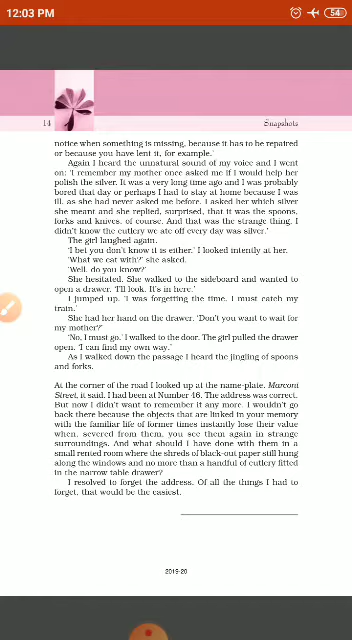 12:03 PM
54
14
Snapshots
notice when something is missing, because it has to be repaired
or because you have lent it, for example.'
Again I heard the unnatural sound of my voice and I went
on: 'I remember my mother once asked me if I would help her
polish the silver. It was a very long time ago and I was probably
bored that day or perhaps I had to stay at home because I was
ill, as she had never asked me before. I asked her which silver
she meant and she replied, surprised, that it was the spoons,
forks and knives, of course. And that was the strange thing, I
didn't know the cutlery we ate off every day was silver.'
The girl laughed again.
'I bet you don't know it is either.' I looked intently at her.
'What we eat with?' she asked.
'Well, do you know?'
She hesitated. She walked to the sideboard and wanted to
open a drawer. 'I'll look. It's in here.'
I jumped up. 'I was forgetting the time. I must catch my
train.'
She had her hand on the drawer. 'Don't you want to wait for
my mother?'
'No, I must go.' I walked to the door. The girl pulled the drawer
open. 'I can find my own way.'
As I walked down the passage I heard the jingling of spoons
and forks.
At the corner of the road I looked up at the name-plate. Marconi
Street, it said. I had been at Number 46. The address was correct.
But now I didn't want to remember it any more. I wouldn't go
back there because the objects that are linked in your memory
with the familiar life of former times instantly lose their value
when, severed from them, you see them again in strange
surroundings. And what should I have done with them in a
small rented room where the shreds of black-out paper still hung
along the windows and no more than a handful of cutlery fitted
in the narrow table drawer?
I resolved to forget the address. Of all the things I had to
forget, that would be the easiest.
2019-20